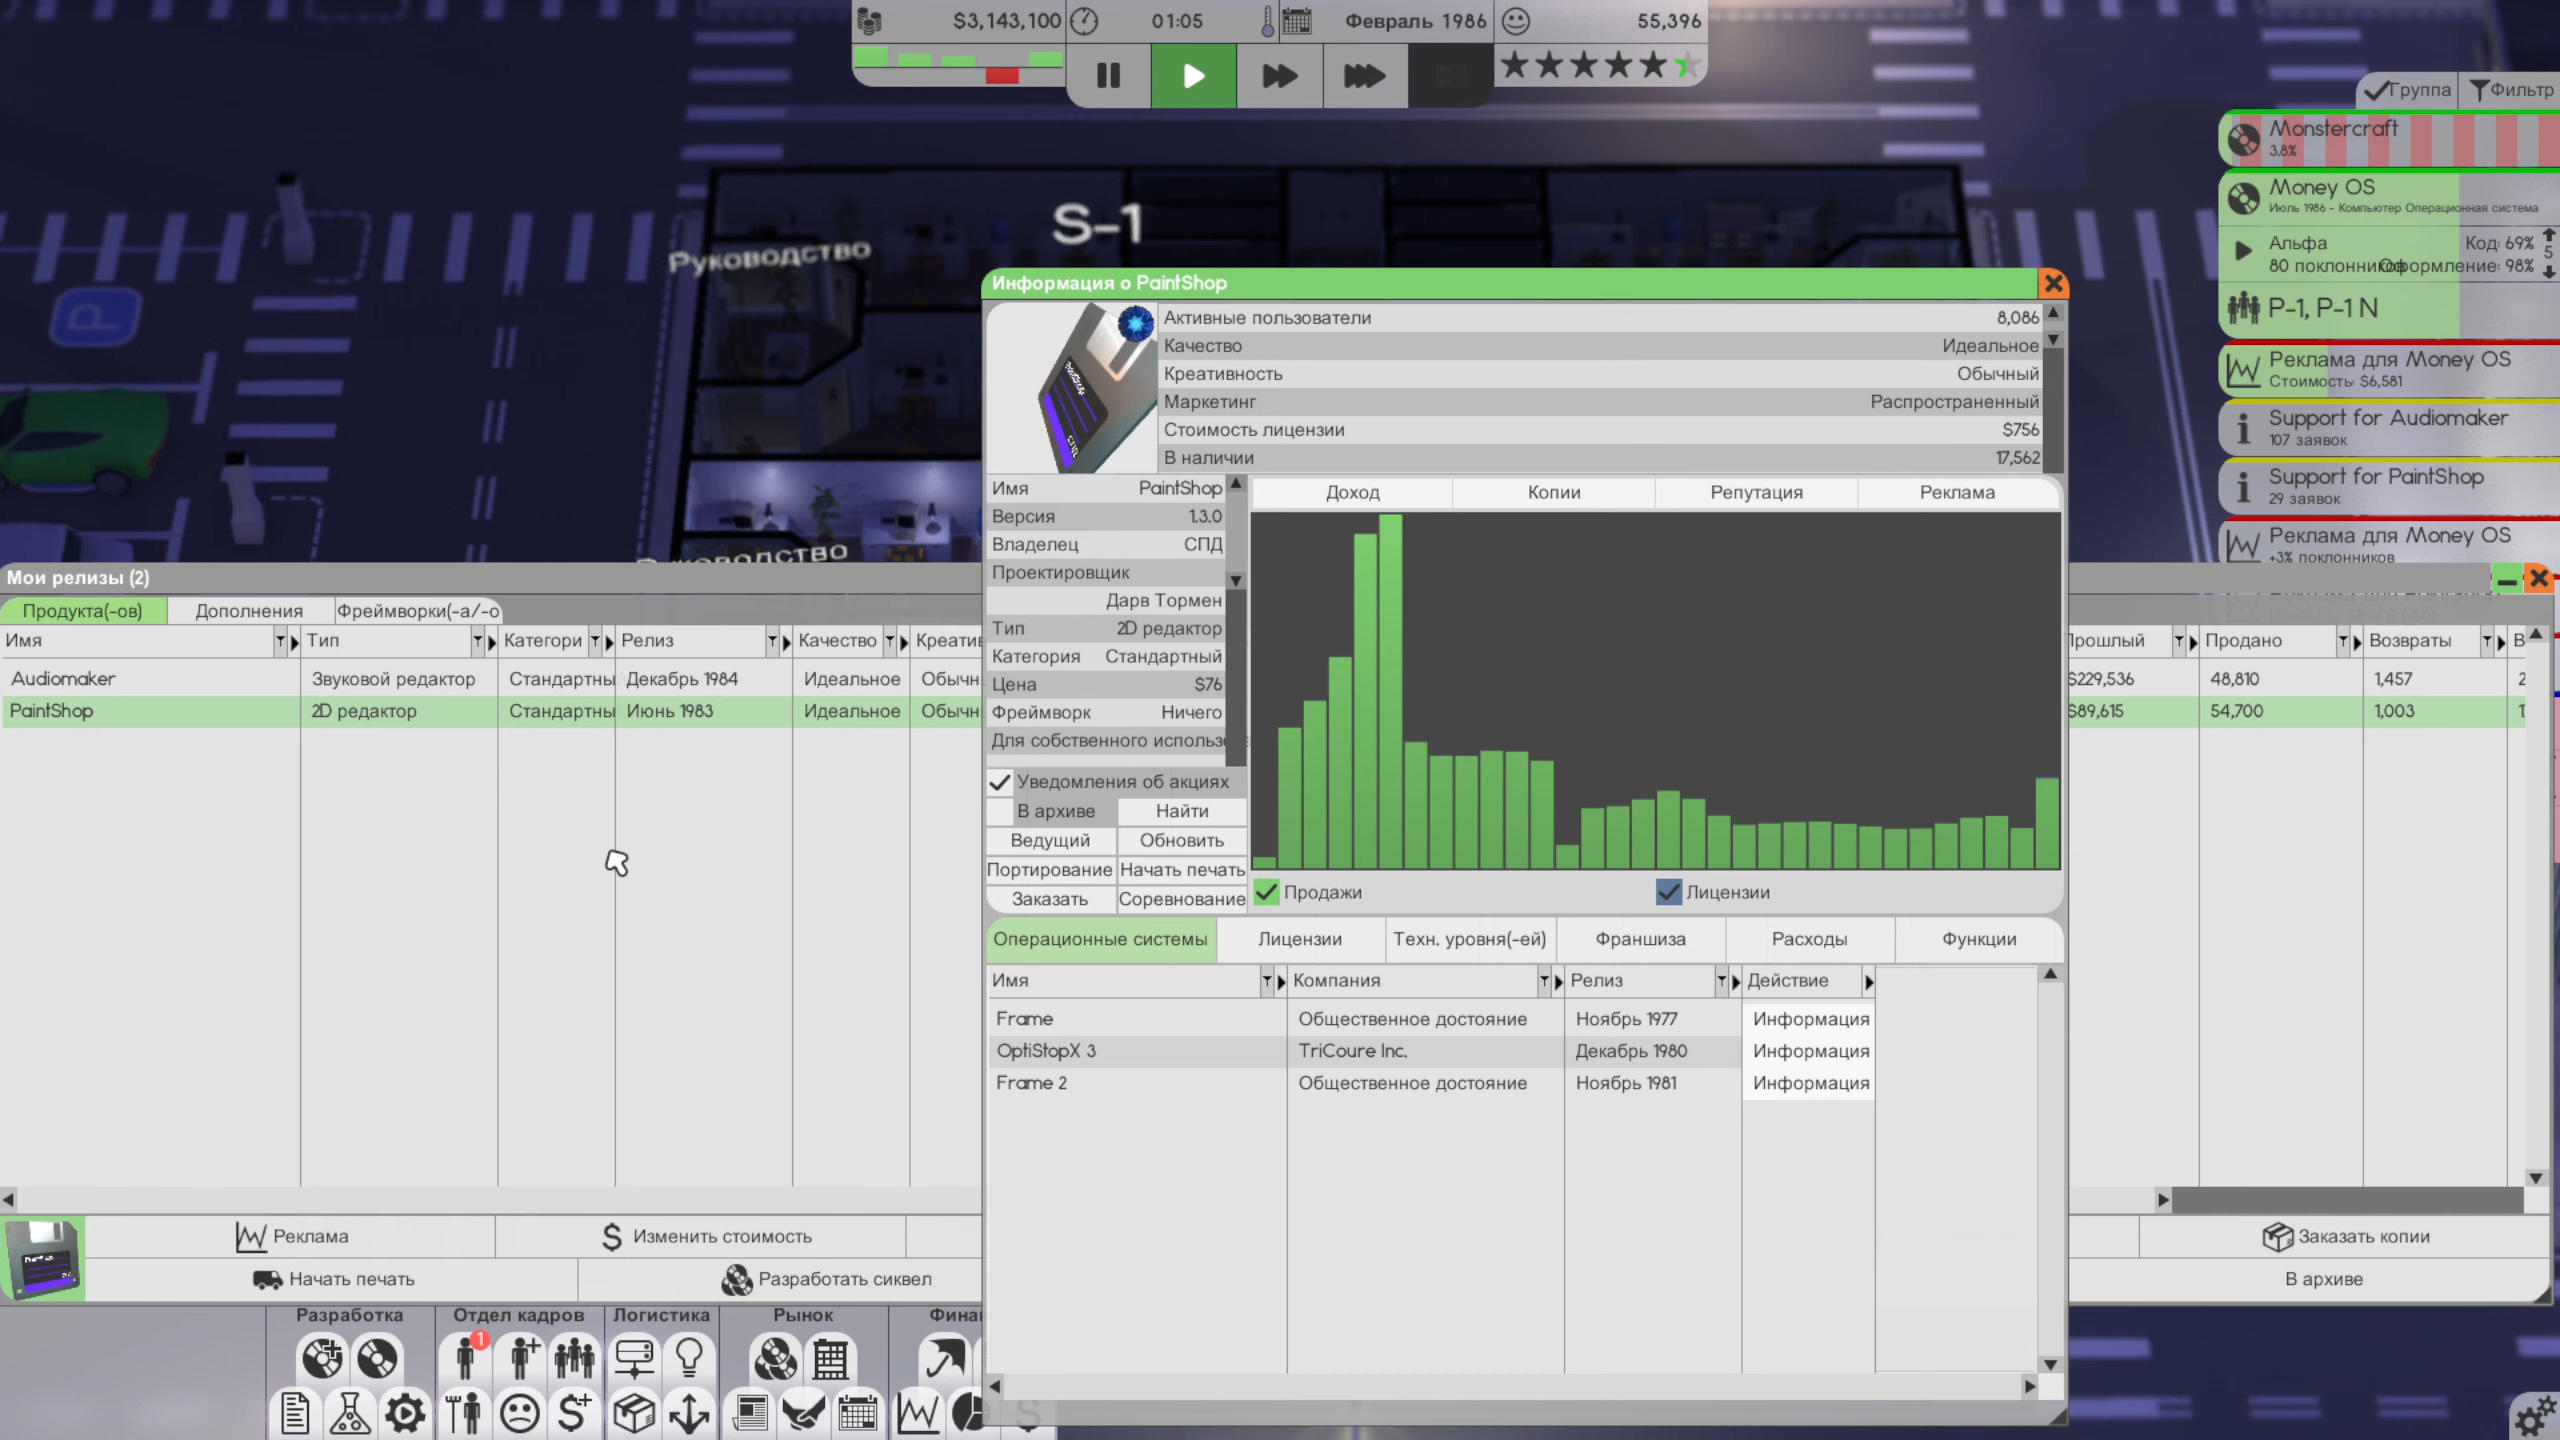 $3,143,100
01:05
Февраль 1986
55,396
Группа
Фильтр
Monstercraft
3.8%
Money OS
Июль 1986 - Компьютер Операционная система
Альфа
Код: 69%
5
80 поклонников
Оформление: 98%
P-1, P-1 N
Реклама для Money OS
Стоимость: $6,581
Support for Audiomaker
107 заявок
Support for PaintShop
29 заявок
Реклама для Money OS
+3% поклонников
S-1
Руководство
Руководство
P
Информация о PaintShop
Активные пользователи 8,086
Качество Идеальное
Креативность Обычный
Маркетинг Распространенный
Стоимость лицензии $756
В наличии 17,562
Имя PaintShop
Версия 1.3.0
Владелец СПД
Проектировщик
Дарв Тормен
Тип 2D редактор
Категория Стандартный
Цена $76
Фреймворк Ничего
Для собственного использо
Уведомления об акциях
В архиве Найти
Ведущий Обновить
Портирование Начать печать
Заказать Соревнование
Доход Копии Репутация Реклама
Продажи Лицензии
Операционные системы Лицензии Техн. уровня(-ей) Франшиза Расходы Функции
Имя Компания Релиз Действие
Frame Общественное достояние Ноябрь 1977 Информация
OptiStopX 3 TriCoure Inc. Декабрь 1980 Информация
Frame 2 Общественное достояние Ноябрь 1981 Информация
Мои релизы (2)
Продукта(-ов) Дополнения Фреймворки(-а/-о
Имя Тип Категори Релиз Качество Креатив Прошлый Продано Возвраты В
Audiomaker Звуковой редактор Стандартны Декабрь 1984 Идеальное Обычн $229,536 48,810 1,457 2
PaintShop 2D редактор Стандартны Июнь 1983 Идеальное Обычн $89,615 54,700 1,003 1
Реклама Изменить стоимость Заказать копии
Начать печать Разработать сиквел В архиве
Разработка Отдел кадров Логистика Рынок Фина
1